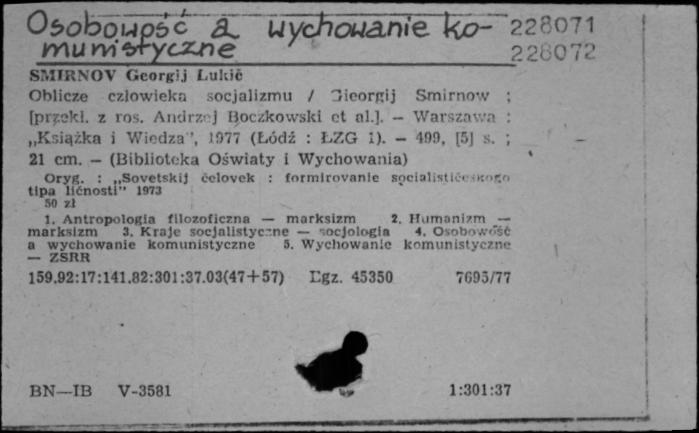 Osobowość a wychowanie ko- 228071
munistyczne 228072
SMIRNOV Georgij Lukič
Oblicze człowieka socjalizmu / Gieorgij Smirnow ;
[przekł. z ros. Andrzej Boczkowski et al.]. — Warszawa :
„Książka i Wiedza", 1977 (Łódź : ŁZG 1). — 499, [5] s. ;
21 cm. — (Biblioteka Oświaty i Wychowania)
Oryg. : „Sovetskij čelovek : formirovanie socialističeskogo
tipa ličnosti" 1973
50 zł
1. Antropologia filozoficzna — marksizm 2. Humanizm —
marksizm 3. Kraje socjalistyczne — socjologia 4. Osobowość
a wychowanie komunistyczne 5. Wychowanie komunistyczne
— ZSRR
159.92:17:141.82:301:37.03(47+57) Egz. 45350 7695/77
BN—IB V-3581 1:301:37